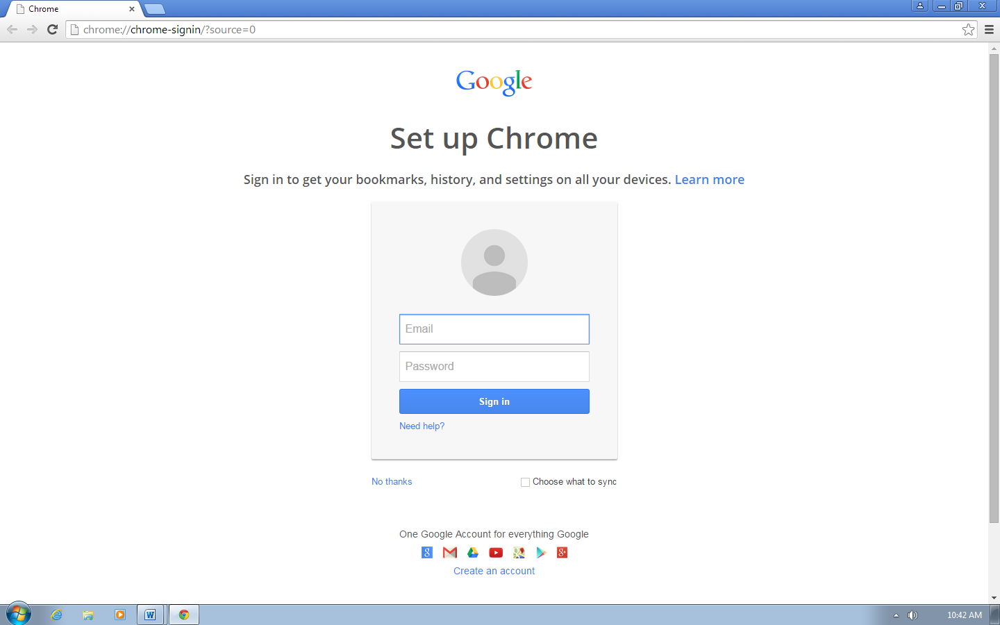 Chrome
chrome://chrome-signin/?source=0
Google
Set up Chrome
Sign in to get your bookmarks, history, and settings on all your devices. Learn more
Email
Password
Sign in
Need help?
No thanks
Choose what to sync
One Google Account for everything Google
Create an account
10:42 AM